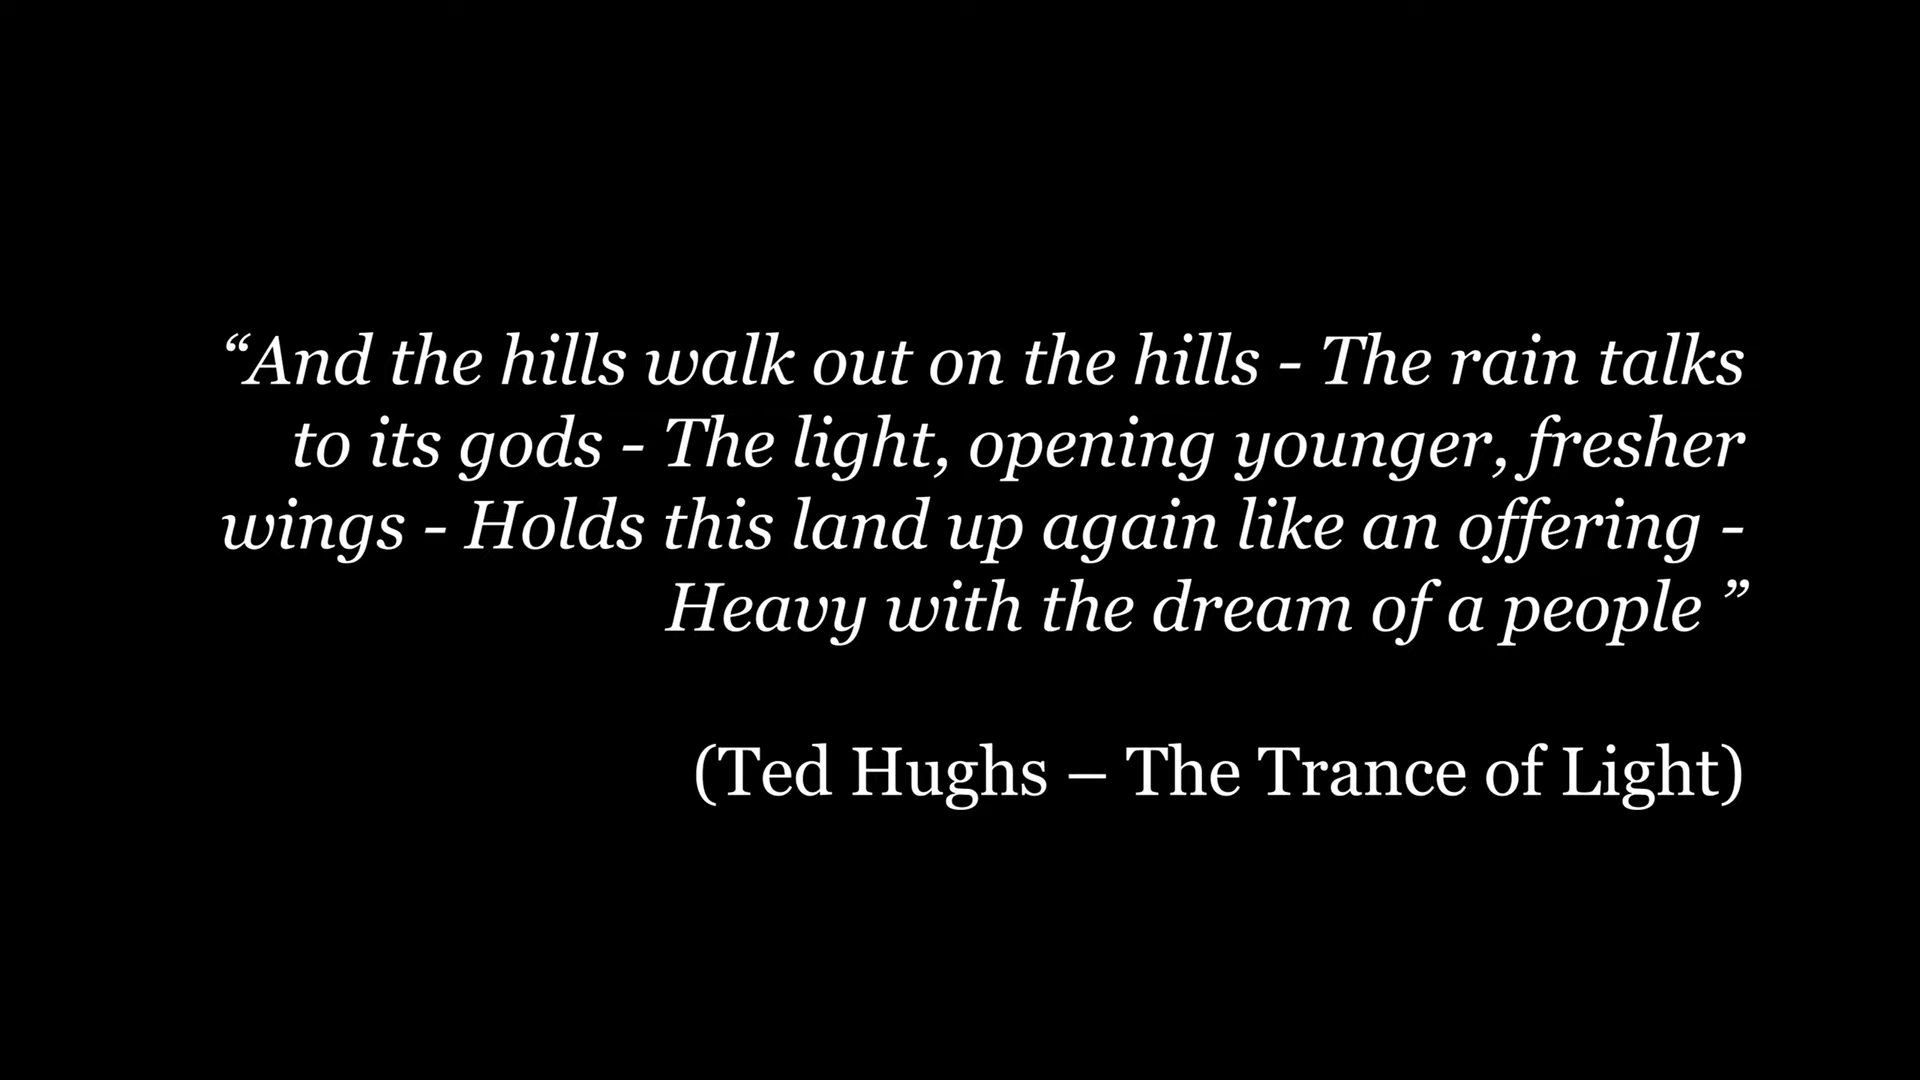 “And the hills walk out on the hills - The rain talks
to its gods - The light, opening younger, fresher
wings - Holds this land up again like an offering -
Heavy with the dream of a people ”
(Ted Hughs – The Trance of Light)